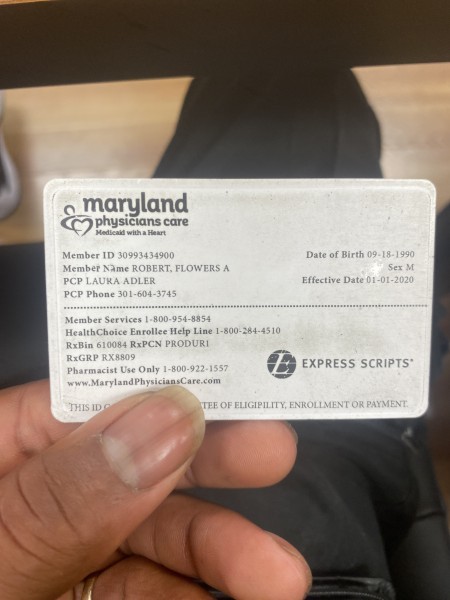 maryland
physicians care
Medicaid with a Heart
Member ID 30993434900
Member Name ROBERT, FLOWERS A
PCP LAURA ADLER
PCP Phone 301-604-3745
Date of Birth 09-18-1990
Sex M
Effective Date 01-01-2020
Member Services 1-800-954-8854
HealthChoice Enrollee Help Line 1-800-284-4510
RxBin 610084 RxPCN PRODUR1
RxGRP RX8809
Pharmacist Use Only 1-800-922-1557
www.MarylandPhysiciansCare.com
EXPRESS SCRIPTS®
THIS ID OF ELIGIPILITY, ENROLLMENT OR PAYMENT.